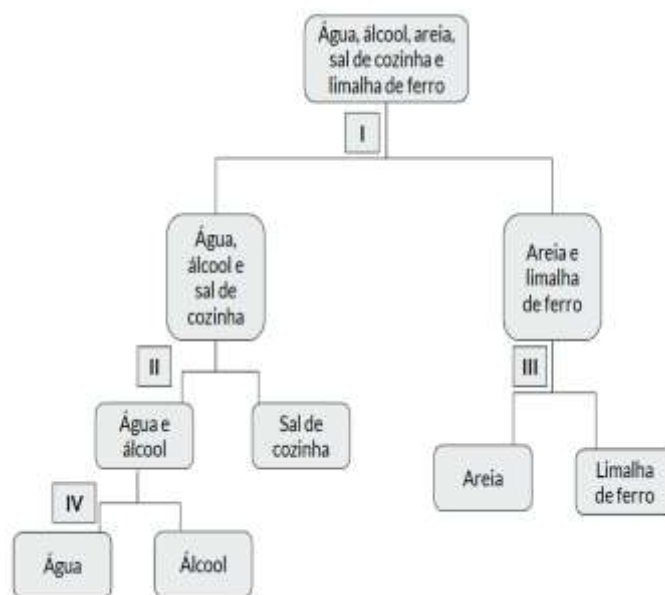 Água, álcool, areia,
sal de cozinha e
limalha de ferro
I
Água,
álcool e
sal de
cozinha
Areia e
limalha
de ferro
II
III
Água e
álcool
Sal de
cozinha
Areia
Limalha
de ferro
IV
Água
Álcool